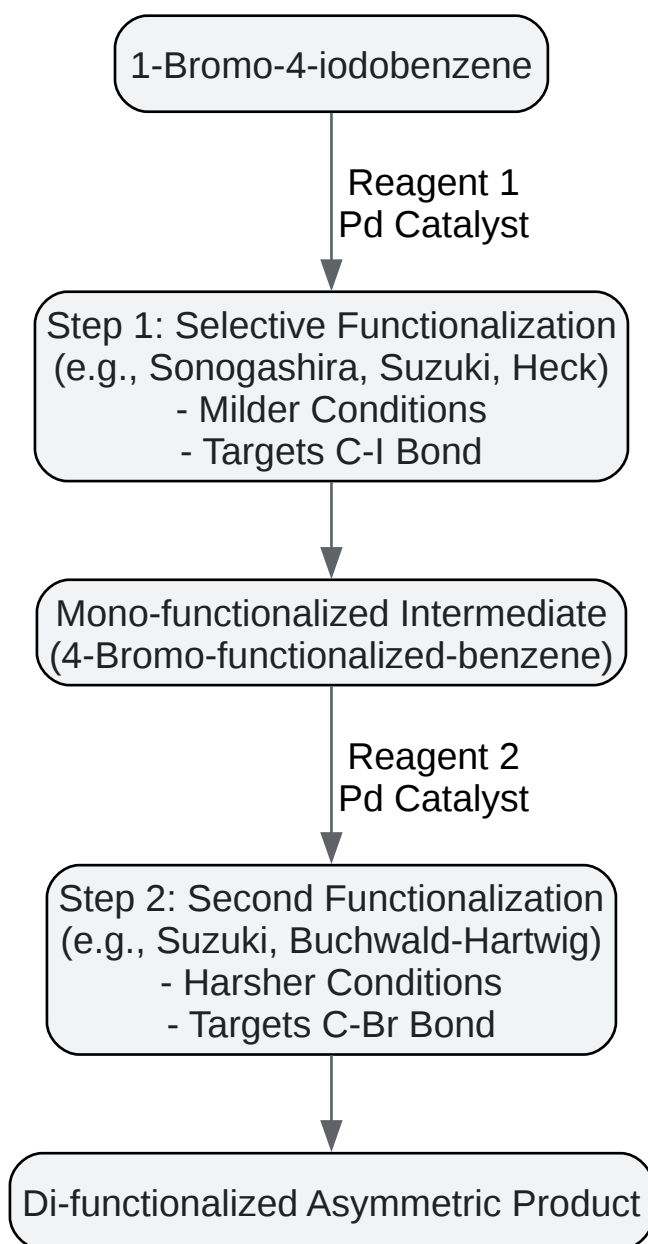 1-Bromo-4-iodobenzene
Reagent 1
Pd Catalyst
Step 1: Selective Functionalization
(e.g., Sonogashira, Suzuki, Heck)
- Milder Conditions
- Targets C-I Bond
Mono-functionalized Intermediate
(4-Bromo-functionalized-benzene)
Reagent 2
Pd Catalyst
Step 2: Second Functionalization
(e.g., Suzuki, Buchwald-Hartwig)
- Harsher Conditions
- Targets C-Br Bond
Di-functionalized Asymmetric Product